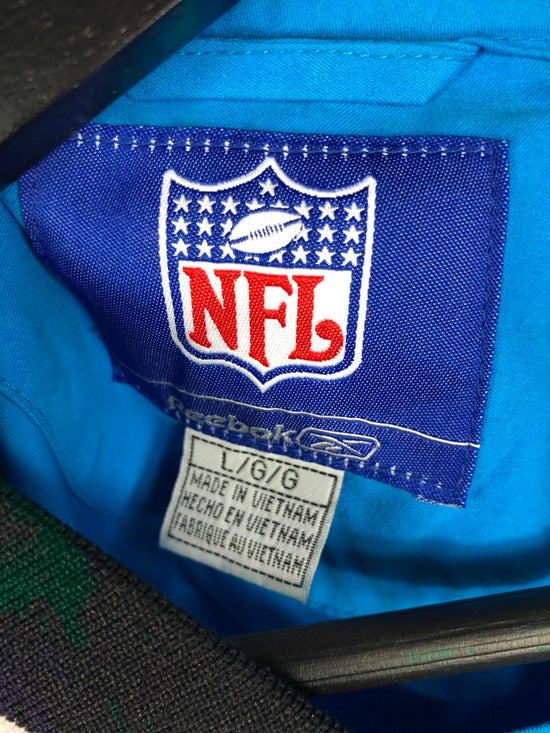 NFL
Reebok
L/G/G
MADE IN VIETNAM
HECHO EN VIETNAM
FABRIQUE AU VIETNAM